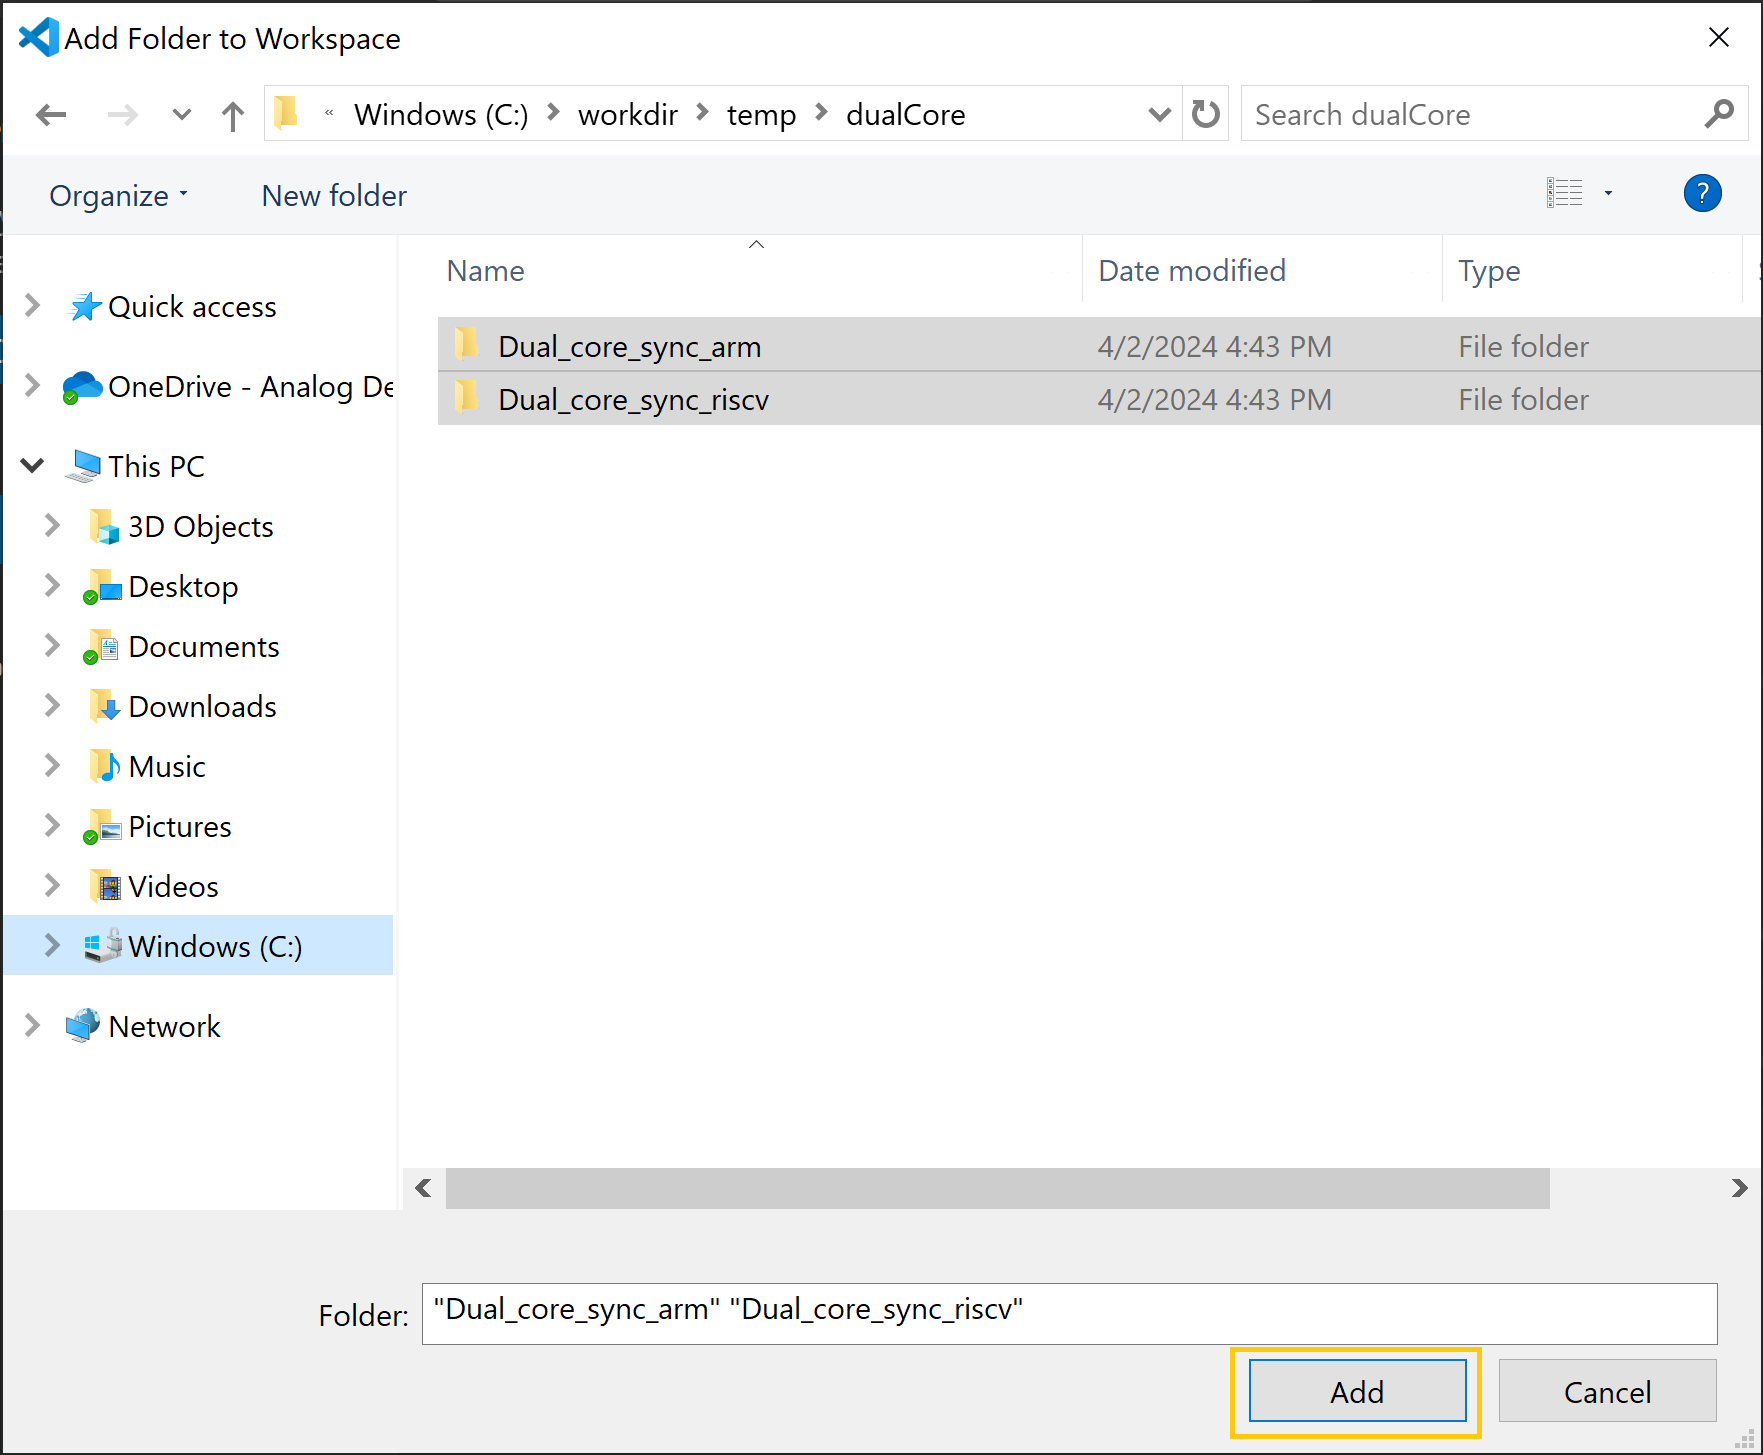 Add Folder to Workspace
« Windows (C:) > workdir > temp > dualCore
Search dualCore
Organize
New folder
?
Name
Date modified
Type
Quick access
OneDrive - Analog De
This PC
3D Objects
Desktop
Documents
Downloads
Music
Pictures
Videos
Windows (C:)
Network
Dual_core_sync_arm 4/2/2024 4:43 PM File folder
Dual_core_sync_riscv 4/2/2024 4:43 PM File folder
Folder: "Dual_core_sync_arm" "Dual_core_sync_riscv"
Add
Cancel